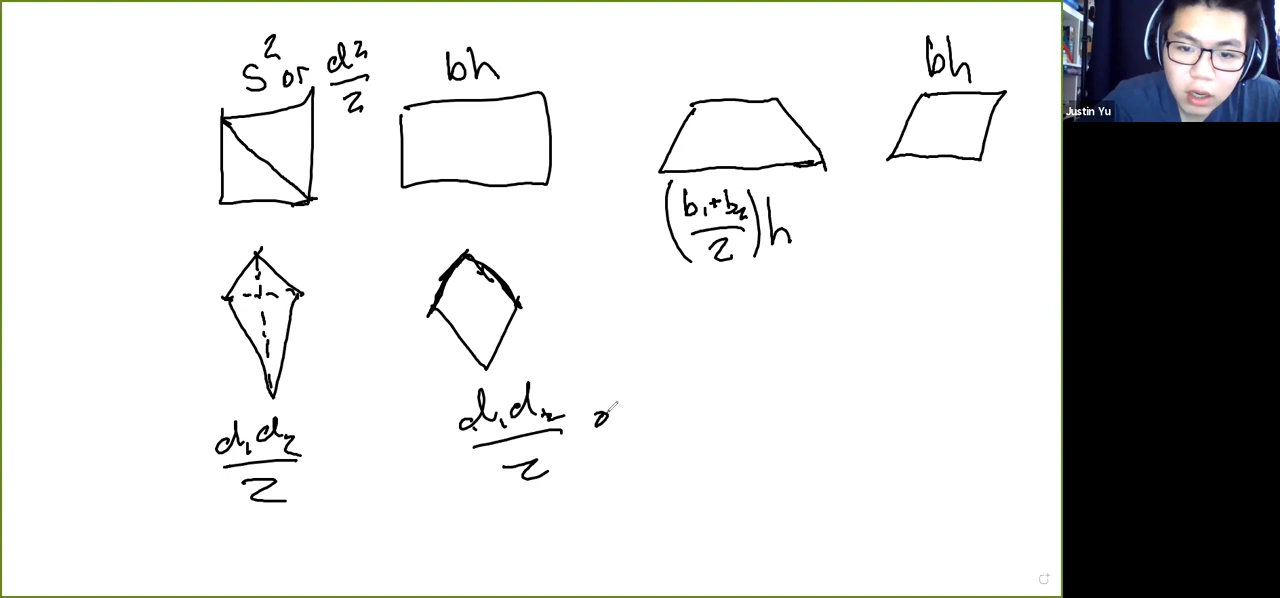 s² or d²/2
bh
bh
Justin Yu
(b₁+b₂/2)h
d₁d₂/2
d₁d₂/2